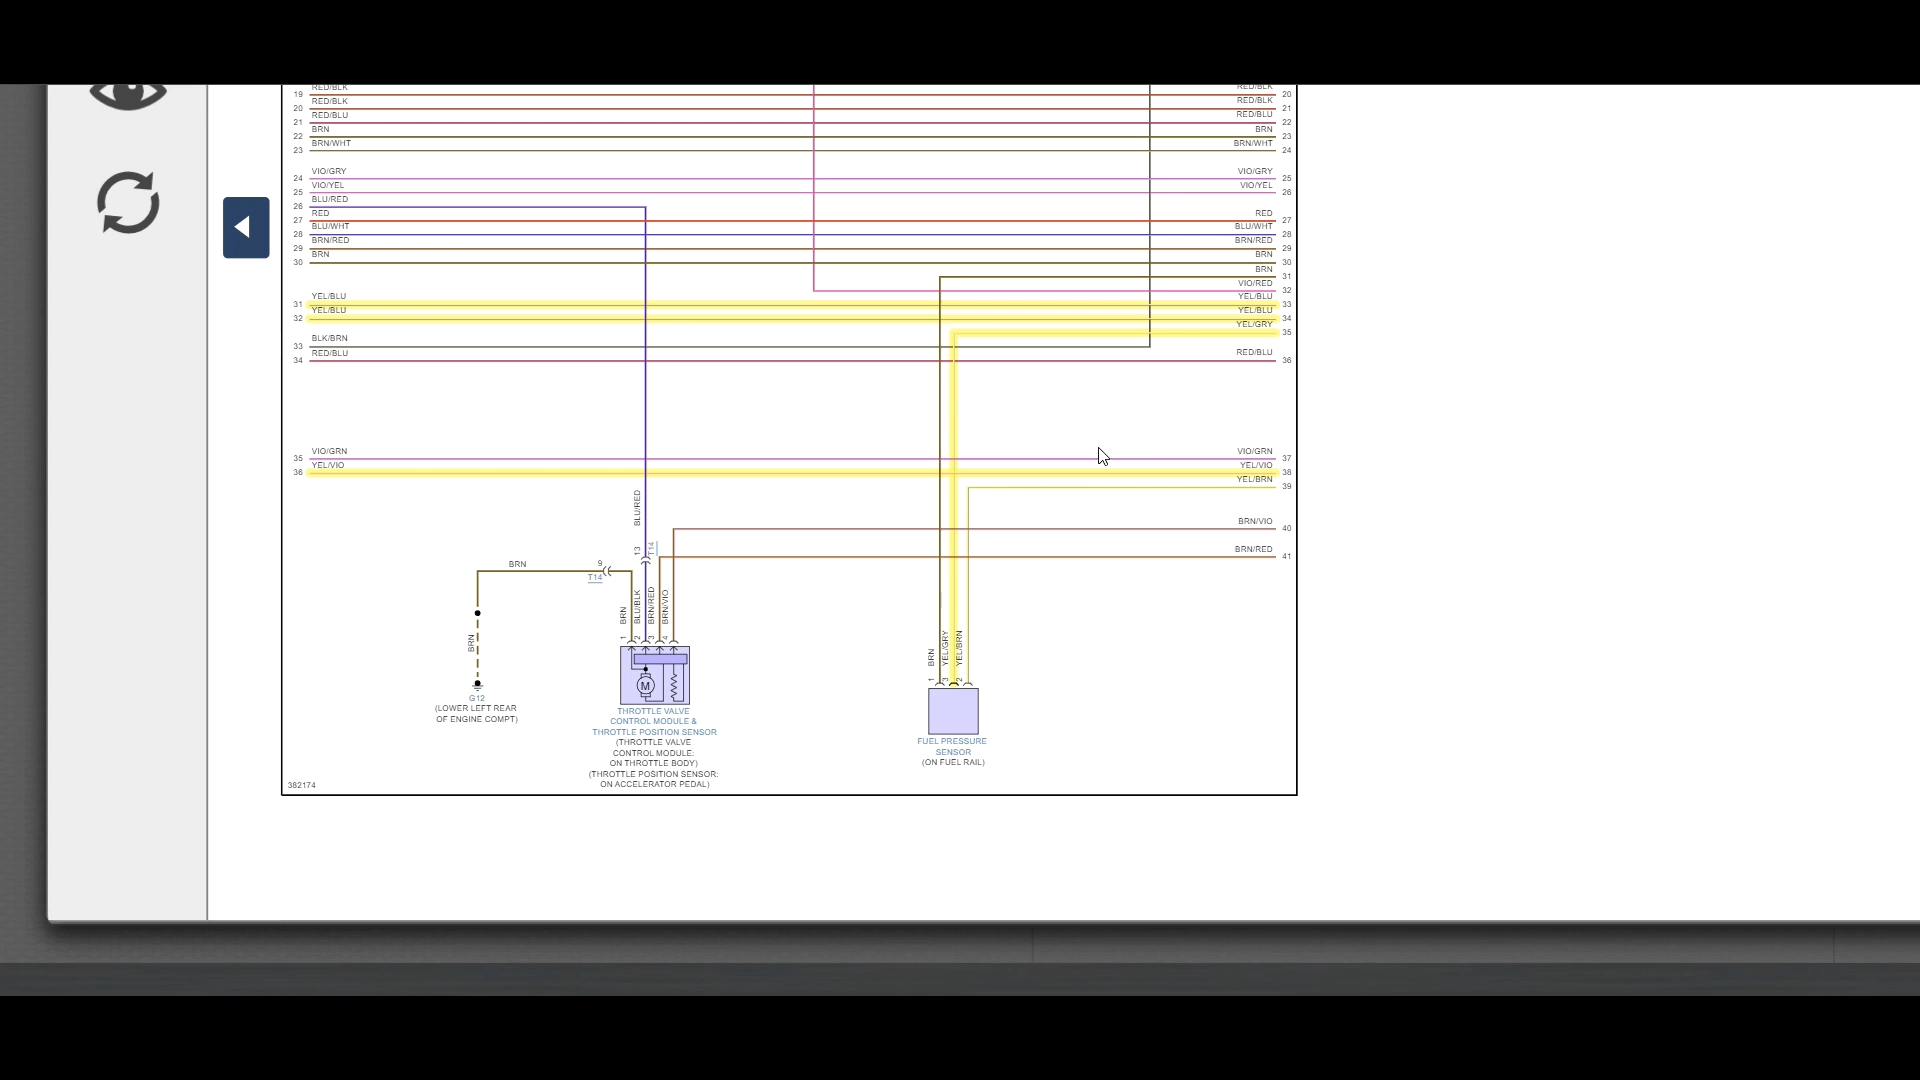 RED/BLK RED/BLK
19 20
RED/BLK RED/BLK
20 21
RED/BLU RED/BLU
21 22
BRN BRN
22 23
BRN/WHT BRN/WHT
23 24
VIO/GRY VIO/GRY
24 25
VIO/YEL VIO/YEL
25 26
BLU/RED
26
RED RED
27 27
BLU/WHT BLU/WHT
28 28
BRN/RED BRN/RED
29 29
BRN BRN
30 30
BRN
31
VIO/RED
32
YEL/BLU YEL/BLU
31 33
YEL/BLU YEL/BLU
32 34
YEL/GRY
35
BLK/BRN
33
RED/BLU RED/BLU
34 36
VIO/GRN VIO/GRN
35 37
YEL/VIO YEL/VIO
36 38
YEL/BRN
39
BLU/RED
BRN/VIO
40
13 T14
BRN/RED
41
BRN 9
T14
BRN
BRN
BLU/BLK
BRN/RED
BRN/VIO
1 2 3 4
BRN
YEL/GRY
YEL/BRN
1 3 2
M
G12
(LOWER LEFT REAR
OF ENGINE COMPT)
THROTTLE VALVE
CONTROL MODULE &
THROTTLE POSITION SENSOR
(THROTTLE VALVE
CONTROL MODULE:
ON THROTTLE BODY)
(THROTTLE POSITION SENSOR:
ON ACCELERATOR PEDAL)
FUEL PRESSURE
SENSOR
(ON FUEL RAIL)
382174